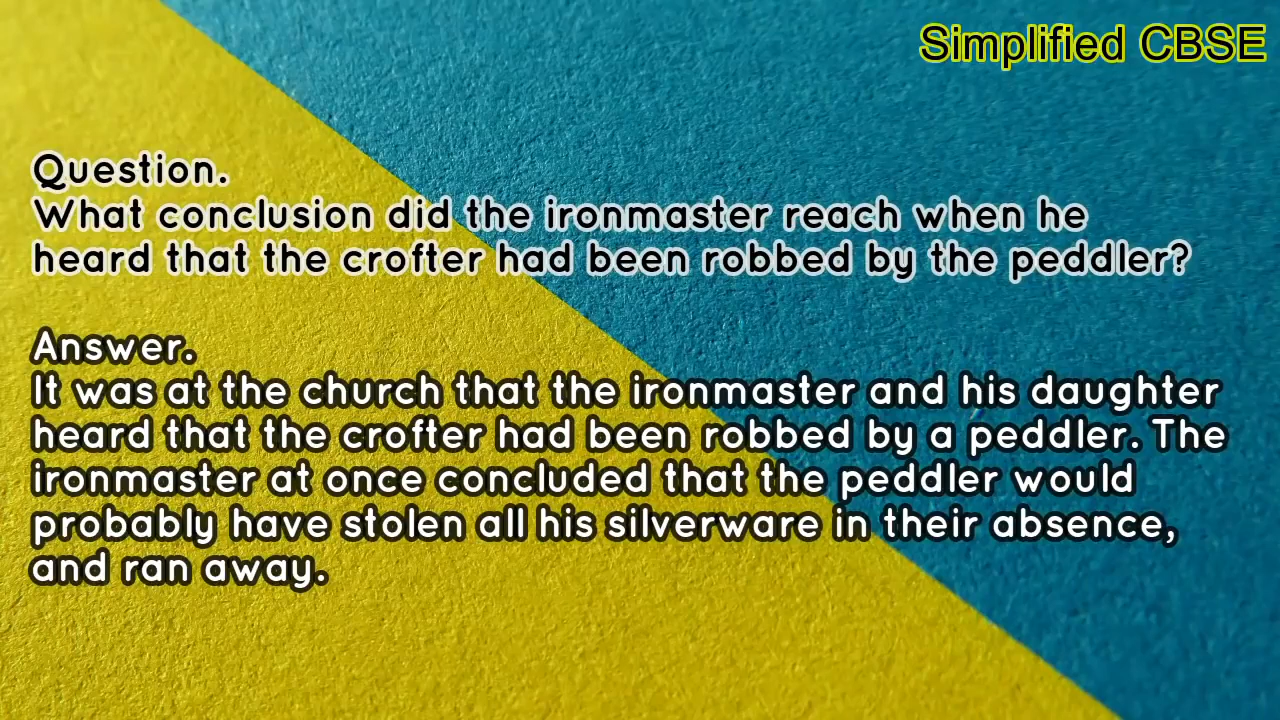 Simplified CBSE
Question.
What conclusion did the ironmaster reach when he
heard that the crofter had been robbed by the peddler?
Answer.
It was at the church that the ironmaster and his daughter
heard that the crofter had been robbed by a peddler. The
ironmaster at once concluded that the peddler would
probably have stolen all his silverware in their absence,
and ran away.